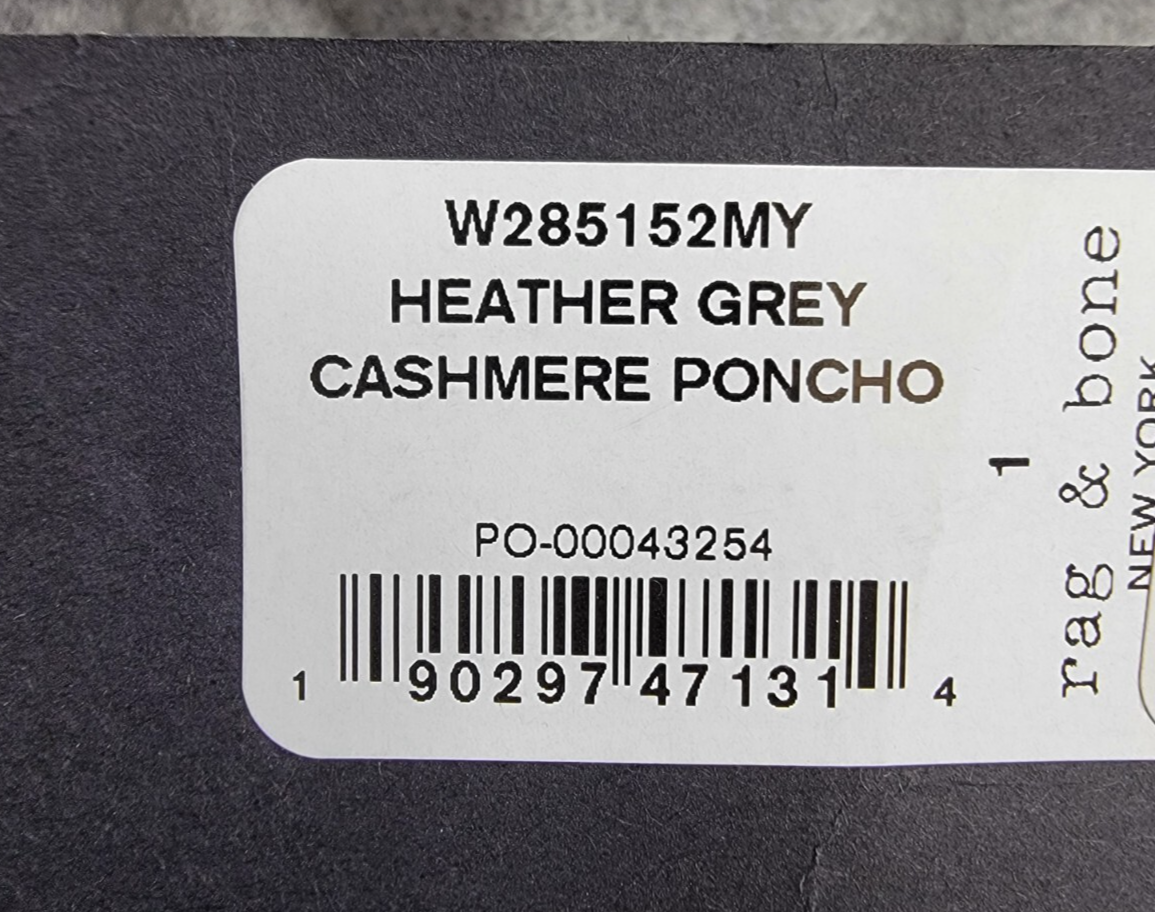 W285152MY
HEATHER GREY
CASHMERE PONCHO
PO-00043254
1 90297 47131 4
1
rag & bone
NEW YORK